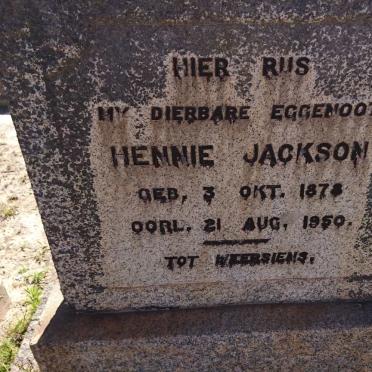 HIER RUS
MY DIERBARE EGGENOOT
HENNIE JACKSON
GEB. 3 OKT. 1878
OORL. 21 AUG. 1950.
TOT WEERSIENS.